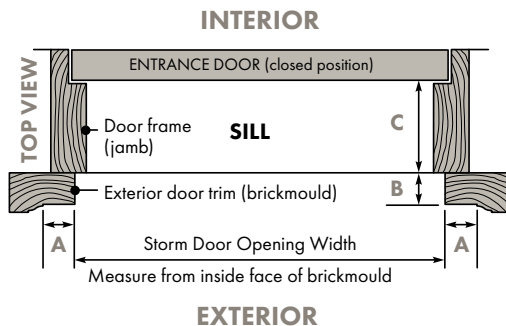 INTERIOR
ENTRANCE DOOR (closed position)
TOP VIEW
Door frame
(jamb)
SILL
C
Exterior door trim (brickmould)
B
A
Storm Door Opening Width
A
Measure from inside face of brickmould
EXTERIOR